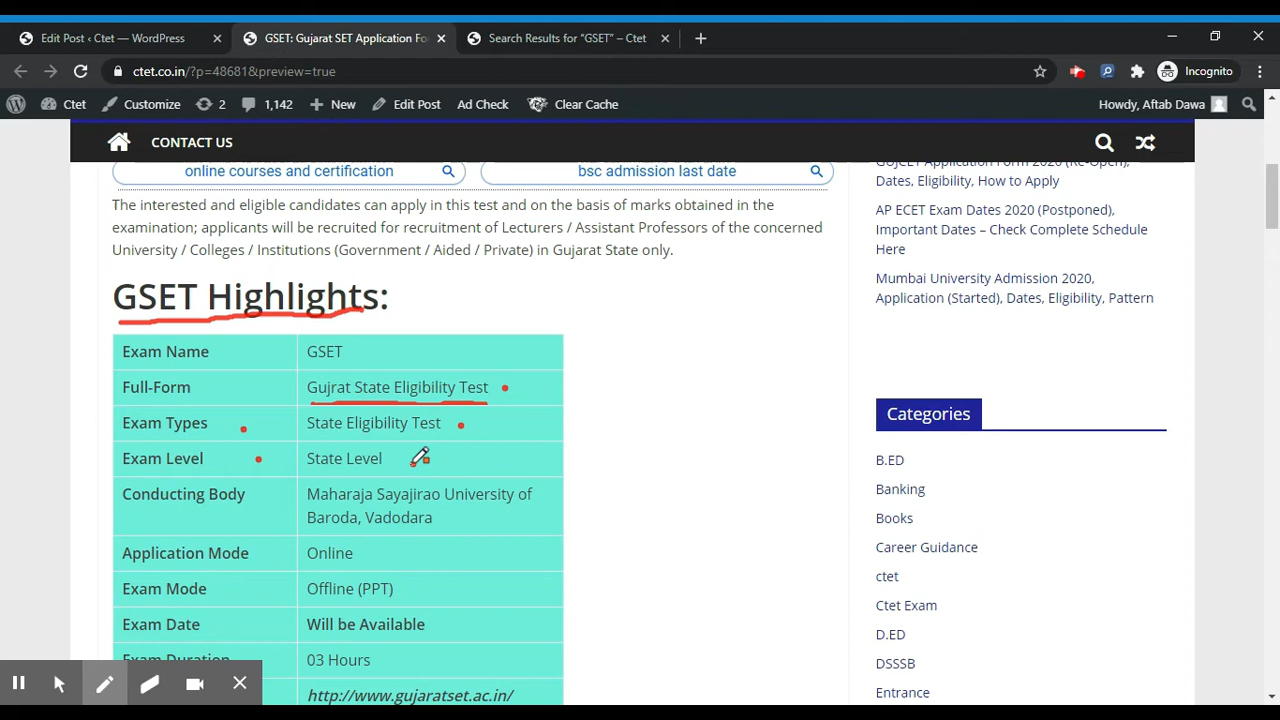 Edit Post ‹ Ctet — WordPress
GSET: Gujarat SET Application Fo
Search Results for “GSET” – Ctet
ctet.co.in/?p=48681&preview=true
Incognito
Ctet
Customize
2
1,142
New
Edit Post
Ad Check
Clear Cache
Howdy, Aftab Dawa
CONTACT US
online courses and certification
bsc admission last date
The interested and eligible candidates can apply in this test and on the basis of marks obtained in the
examination; applicants will be recruited for recruitment of Lecturers / Assistant Professors of the concerned
University / Colleges / Institutions (Government / Aided / Private) in Gujarat State only.
GSET Highlights:
Exam Name GSET
Full-Form Gujrat State Eligibility Test
Exam Types State Eligibility Test
Exam Level State Level
Conducting Body Maharaja Sayajirao University of
Baroda, Vadodara
Application Mode Online
Exam Mode Offline (PPT)
Exam Date Will be Available
Exam Duration 03 Hours
http://www.gujaratset.ac.in/
GUJCET Application Form 2020 (Re-Open),
Dates, Eligibility, How to Apply
AP ECET Exam Dates 2020 (Postponed),
Important Dates – Check Complete Schedule
Here
Mumbai University Admission 2020,
Application (Started), Dates, Eligibility, Pattern
Categories
B.ED
Banking
Books
Career Guidance
ctet
Ctet Exam
D.ED
DSSSB
Entrance